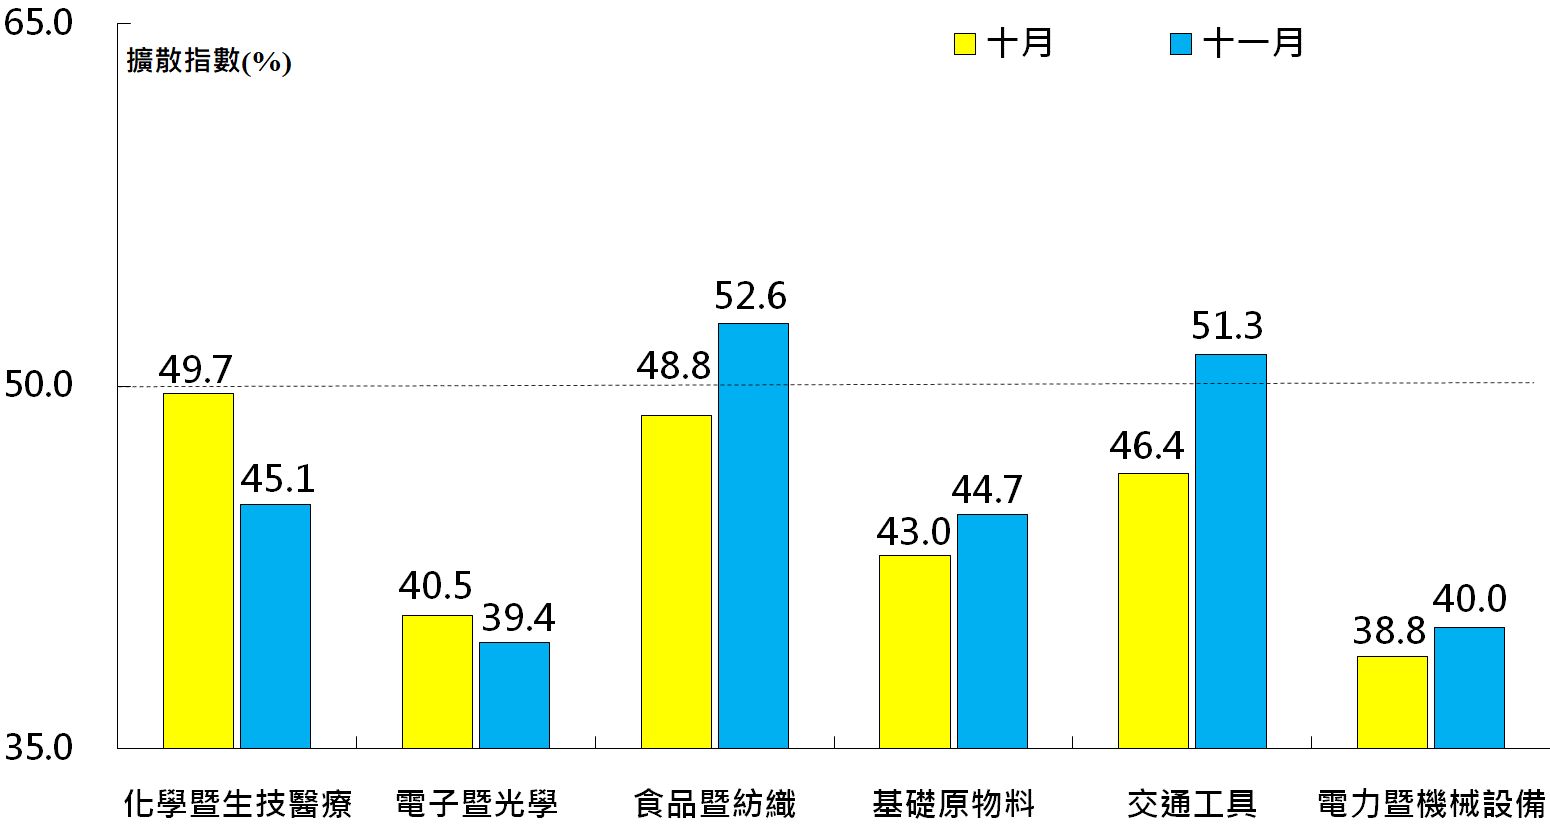 65.0
擴散指數(%)
十月
十一月
52.6
51.3
49.7
48.8
50.0
46.4
45.1
44.7
43.0
40.5
39.4
40.0
38.8
35.0
化學暨生技醫療
電子暨光學
食品暨紡織
基礎原物料
交通工具
電力暨機械設備